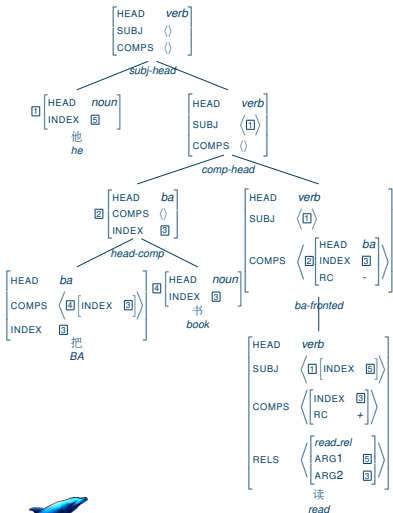 HEAD verb
SUBJ ⟨⟩
COMPS ⟨⟩
subj-head
1 HEAD noun
INDEX 5
他
he
HEAD verb
SUBJ ⟨1⟩
COMPS ⟨⟩
comp-head
2 HEAD ba
COMPS ⟨⟩
INDEX 3
head-comp
HEAD verb
SUBJ ⟨1⟩
COMPS ⟨2 [HEAD ba
INDEX 3
RC -]⟩
ba-fronted
HEAD ba
COMPS ⟨4 [INDEX 3]⟩
INDEX 3
把
BA
4 HEAD noun
INDEX 3
书
book
HEAD verb
SUBJ ⟨1 [INDEX 5]⟩
COMPS ⟨[INDEX 3
RC +]⟩
RELS ⟨[read_rel
ARG1 5
ARG2 3]⟩
读
read